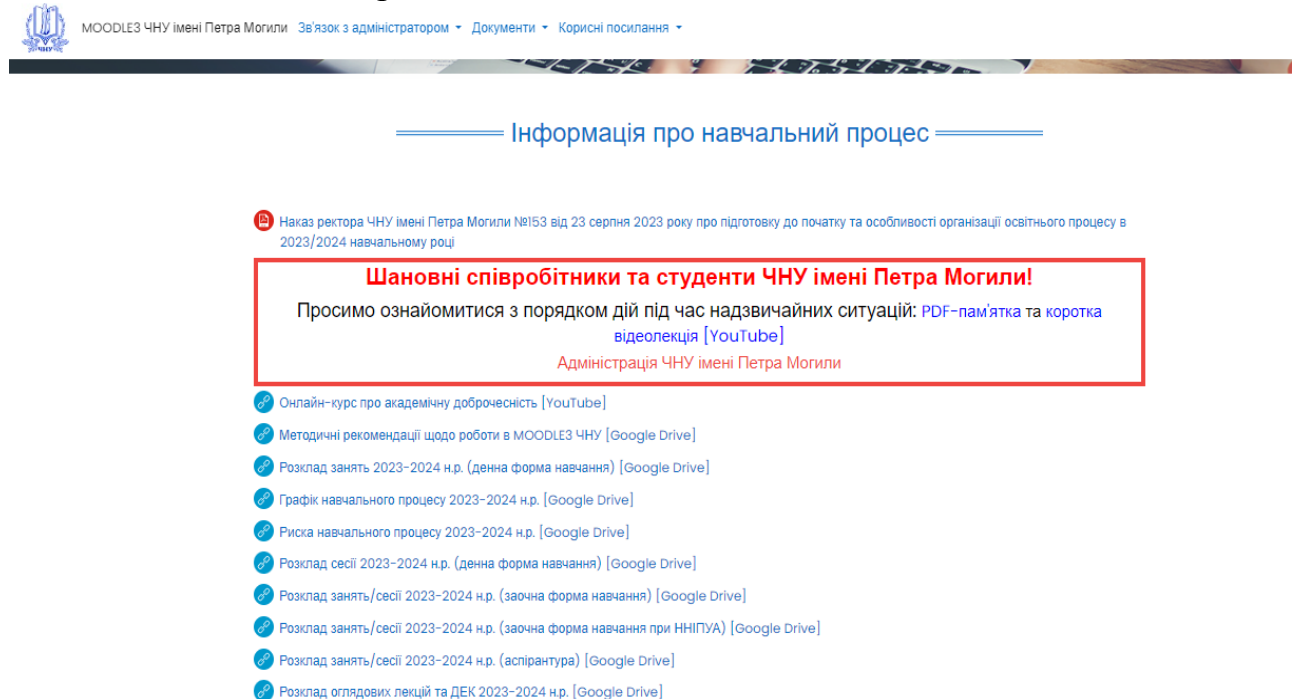 ЧНУ
MOODLE3 ЧНУ імені Петра Могили Зв'язок з адміністратором Документи Корисні посилання
Інформація про навчальний процес
Наказ ректора ЧНУ імені Петра Могили №153 від 23 серпня 2023 року про підготовку до початку та особливості організації освітнього процесу в
2023/2024 навчальному році
Шановні співробітники та студенти ЧНУ імені Петра Могили!
Просимо ознайомитися з порядком дій під час надзвичайних ситуацій: PDF-пам'ятка та коротка
відеолекція [YouTube]
Адміністрація ЧНУ імені Петра Могили
Онлайн-курс про академічну доброчесність [YouTube]
Методичні рекомендації щодо роботи в MOODLE3 ЧНУ [Google Drive]
Розклад занять 2023-2024 н.р. (денна форма навчання) [Google Drive]
Графік навчального процесу 2023-2024 н.р. [Google Drive]
Риска навчального процесу 2023-2024 н.р. [Google Drive]
Розклад сесії 2023-2024 н.р. (денна форма навчання) [Google Drive]
Розклад занять/сесії 2023-2024 н.р. (заочна форма навчання) [Google Drive]
Розклад занять/сесії 2023-2024 н.р. (заочна форма навчання при ННІПУА) [Google Drive]
Розклад занять/сесії 2023-2024 н.р. (аспірантура) [Google Drive]
Розклад оглядових лекцій та ДЕК 2023-2024 н.р. [Google Drive]